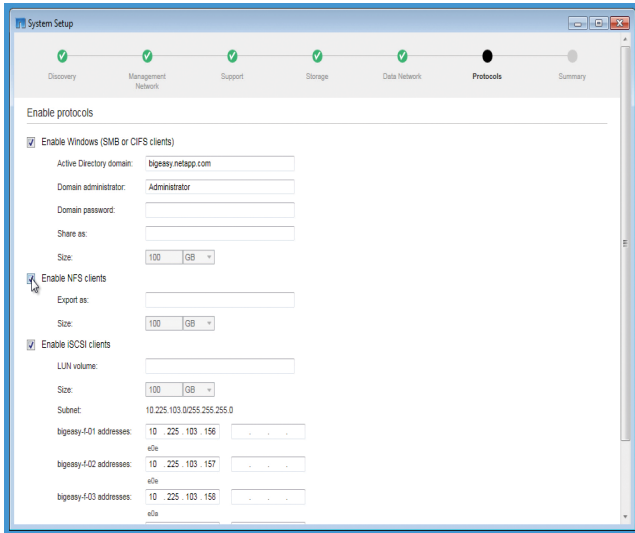 System Setup
Discovery
Management
Network
Support
Storage
Data Network
Protocols
Summary
Enable protocols
Enable Windows (SMB or CIFS clients)
Active Directory domain: bigeasy.netapp.com
Domain administrator: Administrator
Domain password:
Share as:
Size: 100 GB
Enable NFS clients
Export as:
Size: 100 GB
Enable iSCSI clients
LUN volume:
Size: 100 GB
Subnet: 10.225.103.0/255.255.255.0
bigeasy-f-01 addresses: 10 . 225 . 103 . 156 . . .
e0e
bigeasy-f-02 addresses: 10 . 225 . 103 . 157 . . .
e0e
bigeasy-f-03 addresses: 10 . 225 . 103 . 158 . . .
e0a